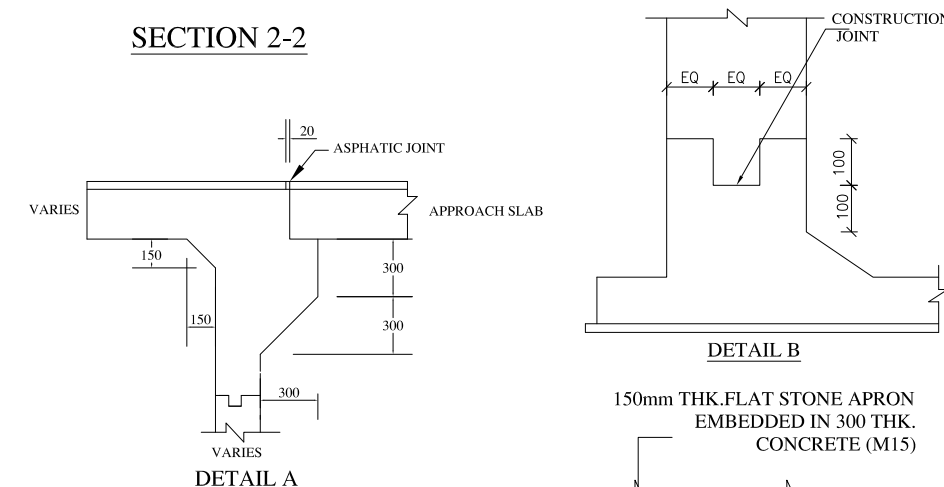 SECTION 2-2
20
ASPHATIC JOINT
VARIES
APPROACH SLAB
150
150
300
300
300
VARIES
DETAIL A
CONSTRUCTION
JOINT
EQ EQ EQ
100
100
DETAIL B
150mm THK.FLAT STONE APRON
EMBEDDED IN 300 THK.
CONCRETE (M15)